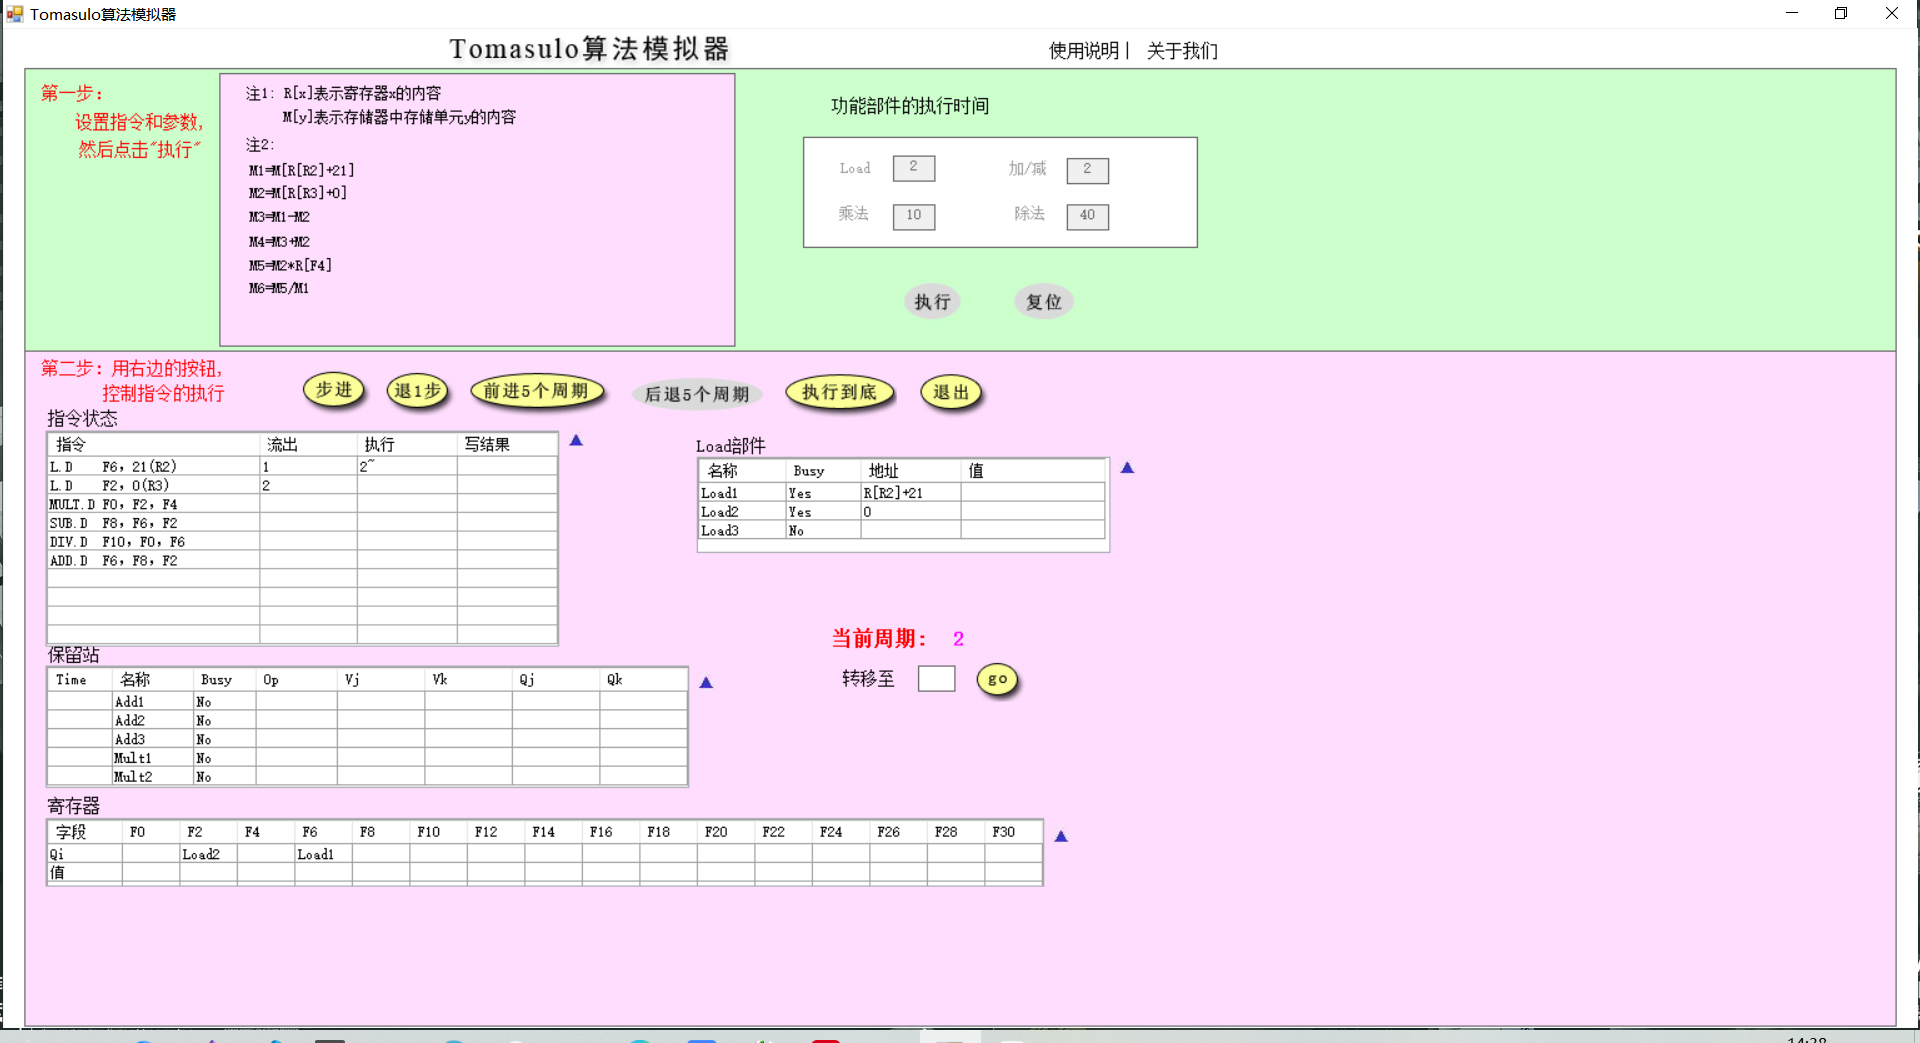 Tomasulo算法模拟器
Tomasulo算法模拟器
使用说明 | 关于我们
第一步：
设置指令和参数，
然后点击"执行"
注1: R[x]表示寄存器x的内容
M[y]表示存储器中存储单元y的内容
注2:
M1=M[R[R2]+21]
M2=M[R[R3]+0]
M3=M1-M2
M4=M3+M2
M5=M2*R[F4]
M6=M5/M1
功能部件的执行时间
Load 2 加/减 2
乘法 10 除法 40
执行 复位
第二步：用右边的按钮，
控制指令的执行
步进 退1步 前进5个周期 后退5个周期 执行到底 退出
指令状态
指令 流出 执行 写结果
L.D F6, 21(R2) 1 2~
L.D F2, 0(R3) 2
MULT.D F0, F2, F4
SUB.D F8, F6, F2
DIV.D F10, F0, F6
ADD.D F6, F8, F2
Load部件
名称 Busy 地址 值
Load1 Yes R[R2]+21
Load2 Yes 0
Load3 No
当前周期: 2
转移至 go
保留站
Time 名称 Busy Op Vj Vk Qj Qk
Add1 No
Add2 No
Add3 No
Mult1 No
Mult2 No
寄存器
字段 F0 F2 F4 F6 F8 F10 F12 F14 F16 F18 F20 F22 F24 F26 F28 F30
Qi Load2 Load1
值